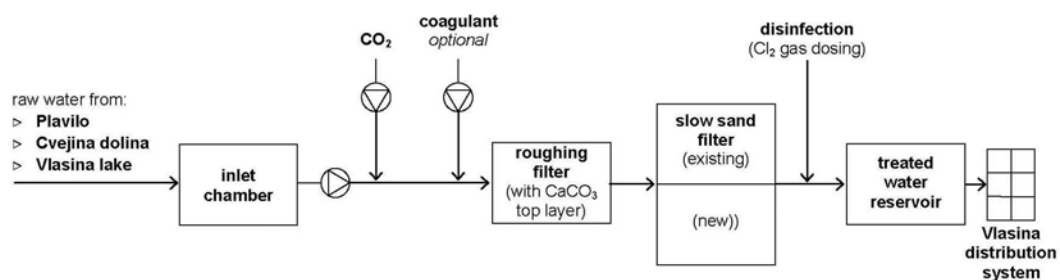 raw water from:
▷ Plavilo
▷ Cvejina dolina
▷ Vlasina lake
inlet
chamber
CO₂
coagulant
optional
roughing
filter
(with CaCO₃
top layer)
slow sand
filter
(existing)
(new))
disinfection
(Cl₂ gas dosing)
treated
water
reservoir
Vlasina
distribution
system